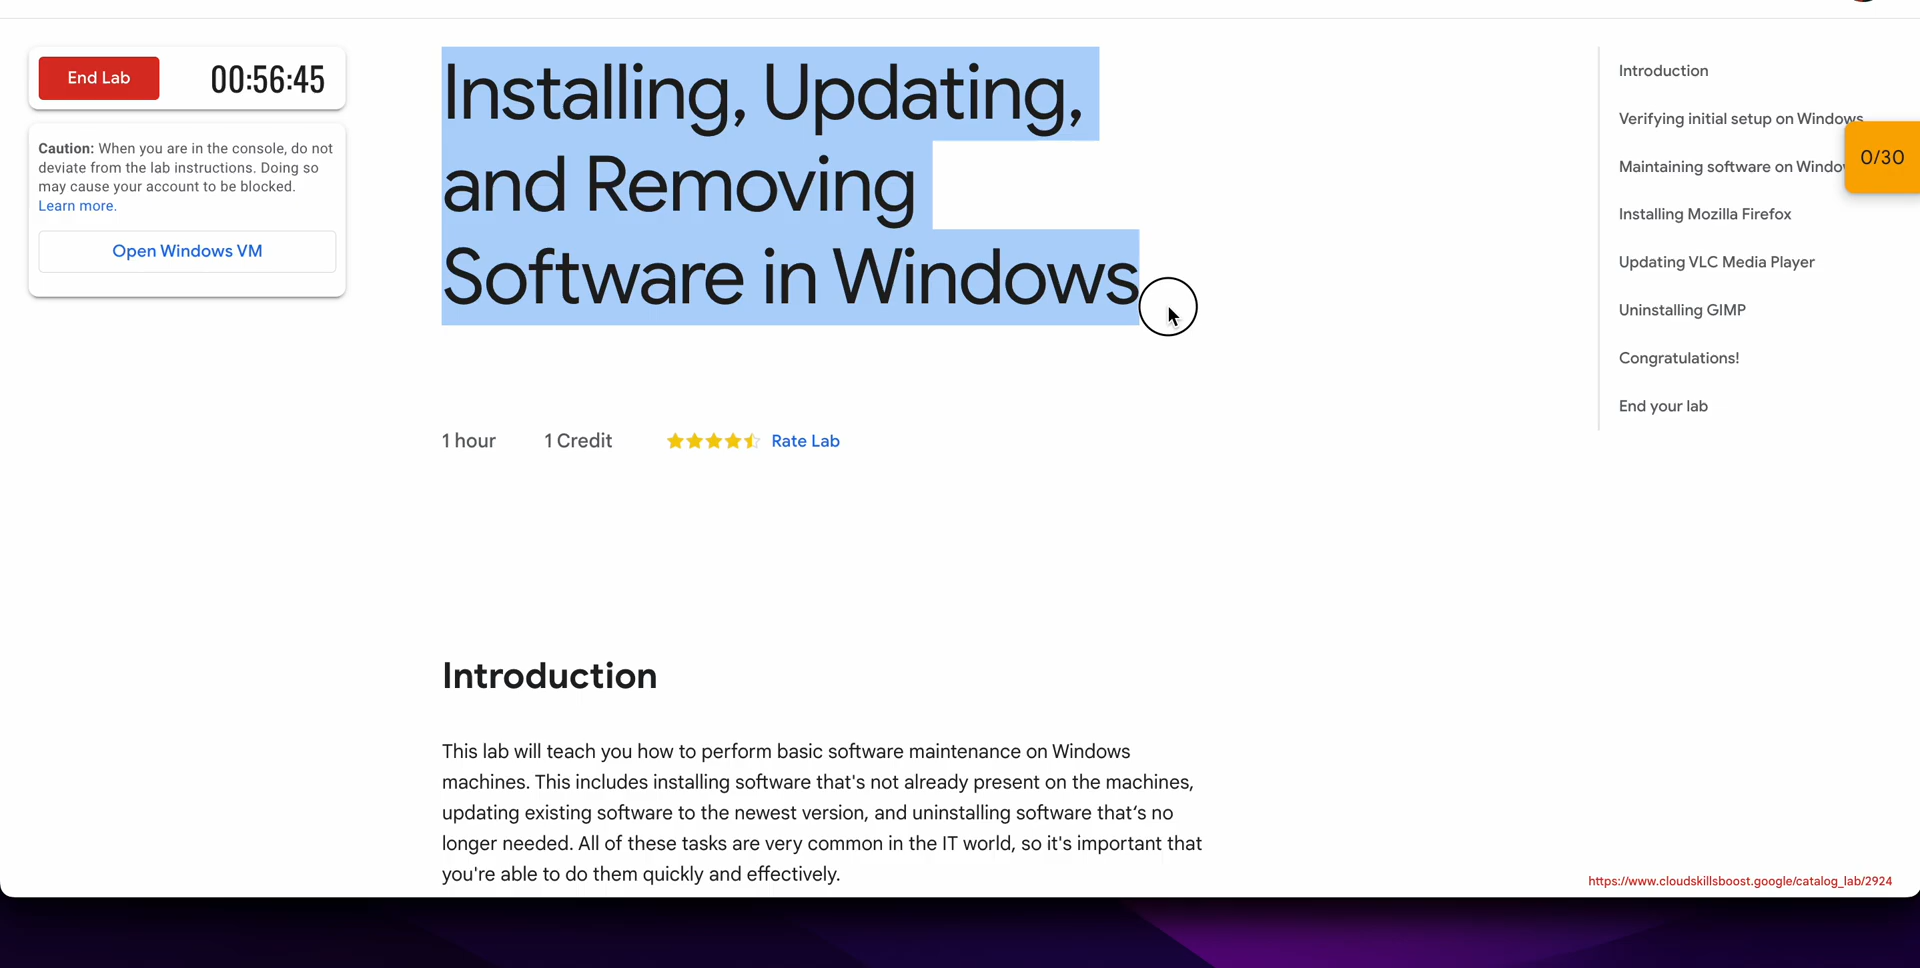 End Lab
00:56:45
Caution: When you are in the console, do not
deviate from the lab instructions. Doing so
may cause your account to be blocked.
Learn more.
Open Windows VM
Installing, Updating,
and Removing
Software in Windows
1 hour
1 Credit
Rate Lab
Introduction
This lab will teach you how to perform basic software maintenance on Windows
machines. This includes installing software that's not already present on the machines,
updating existing software to the newest version, and uninstalling software that's no
longer needed. All of these tasks are very common in the IT world, so it's important that
you're able to do them quickly and effectively.
Introduction
Verifying initial setup on Windows
Maintaining software on Windo
0/30
Installing Mozilla Firefox
Updating VLC Media Player
Uninstalling GIMP
Congratulations!
End your lab
https://www.cloudskillsboost.google/catalog_lab/2924